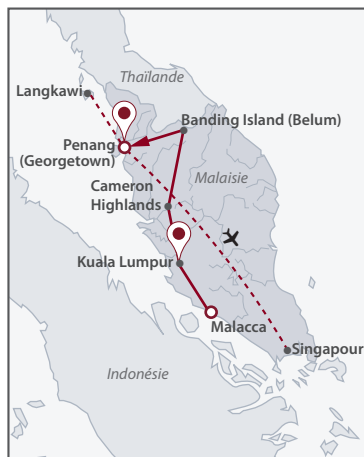 Thaïlande
Langkawi
Banding Island (Belum)
Penang
(Georgetown)
Malaisie
Cameron
Highlands
Kuala Lumpur
Malacca
Singapour
Indonésie